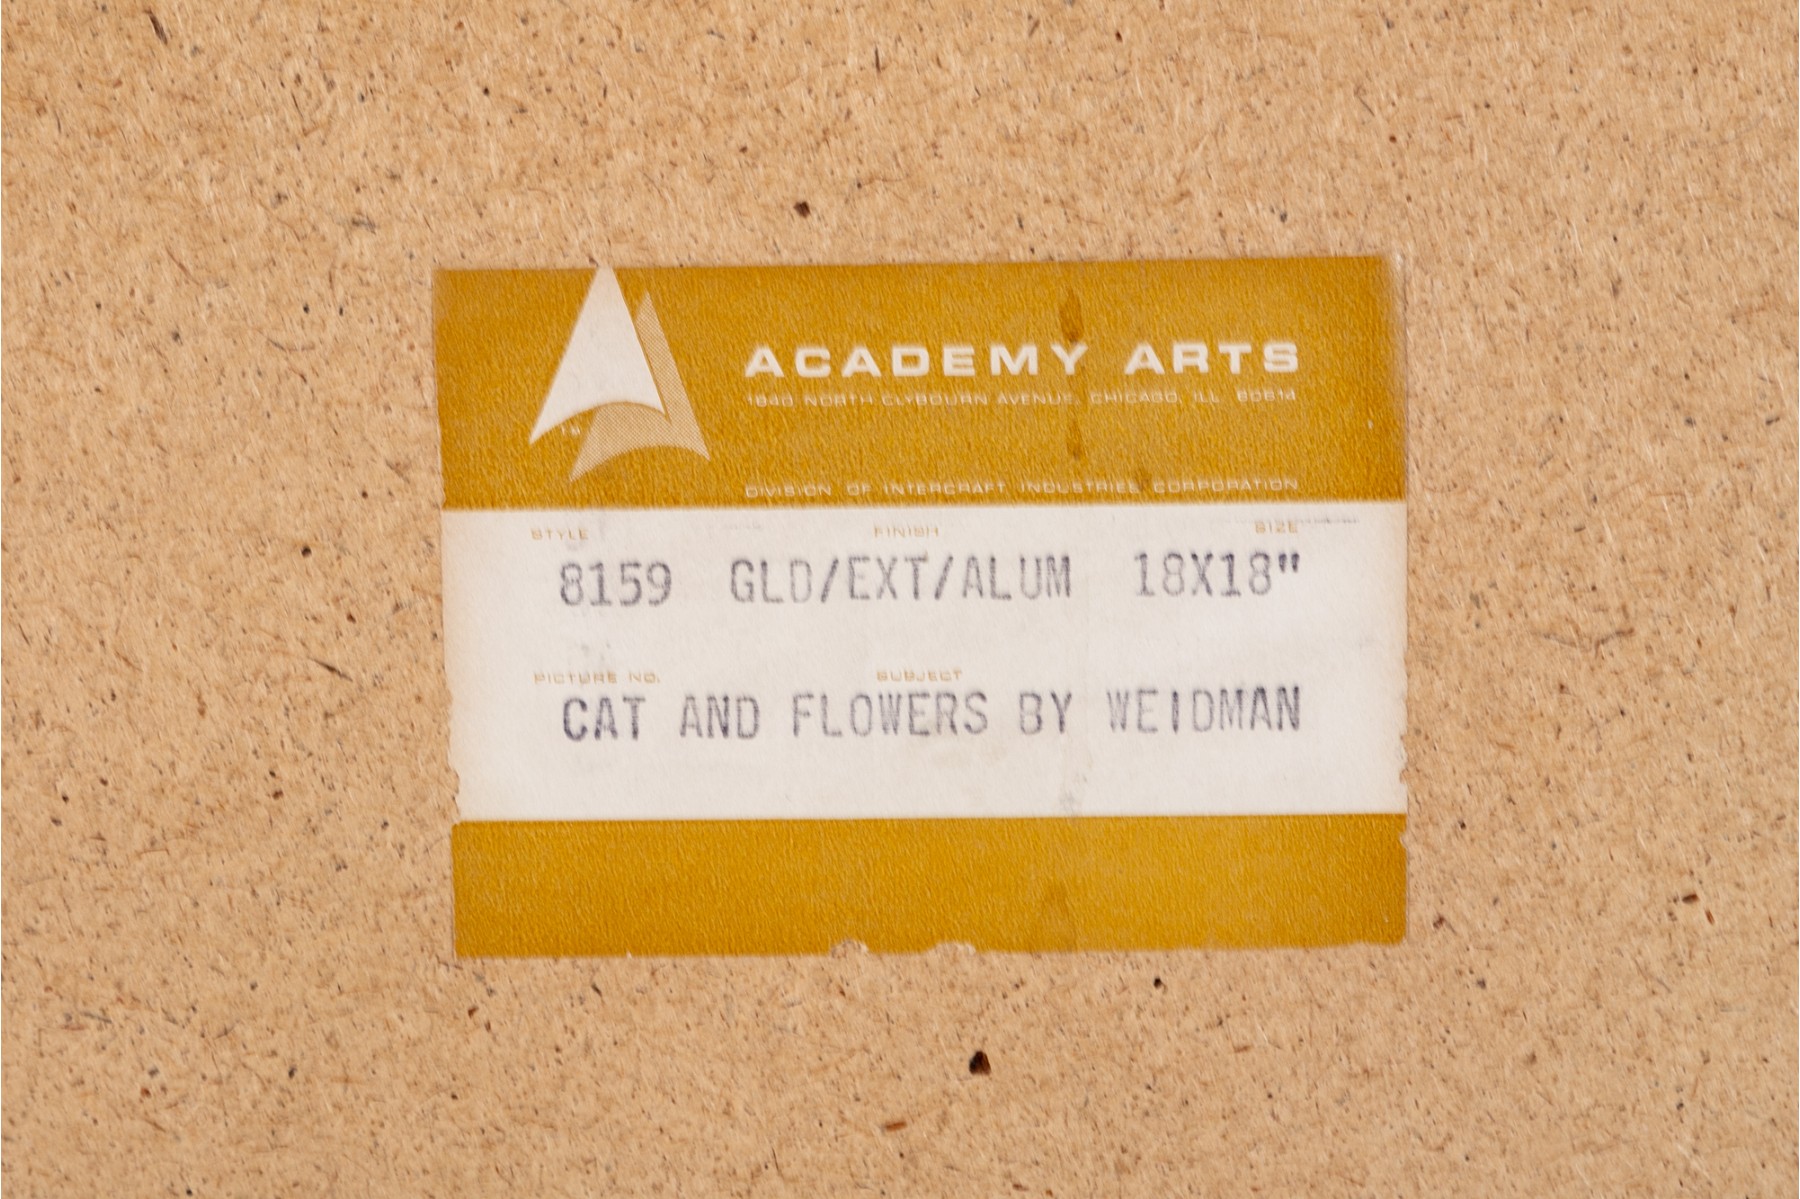 ACADEMY ARTS
1840 NORTH CLYBOURN AVENUE, CHICAGO, ILL 60614
DIVISION OF INTERCRAFT INDUSTRIES CORPORATION
STYLE FINISH SIZE
8159 GLD/EXT/ALUM 18X18"
PICTURE NO. SUBJECT
CAT AND FLOWERS BY WEIDMAN